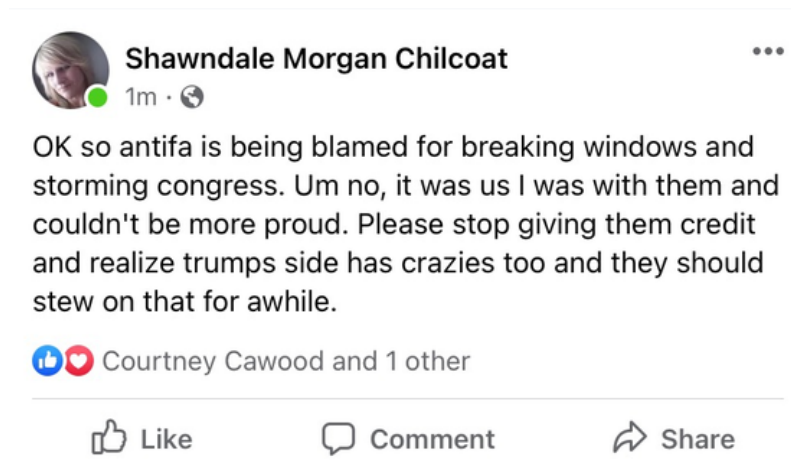 Shawndale Morgan Chilcoat
1m ·
OK so antifa is being blamed for breaking windows and
storming congress. Um no, it was us I was with them and
couldn't be more proud. Please stop giving them credit
and realize trumps side has crazies too and they should
stew on that for awhile.
Courtney Cawood and 1 other
Like Comment Share